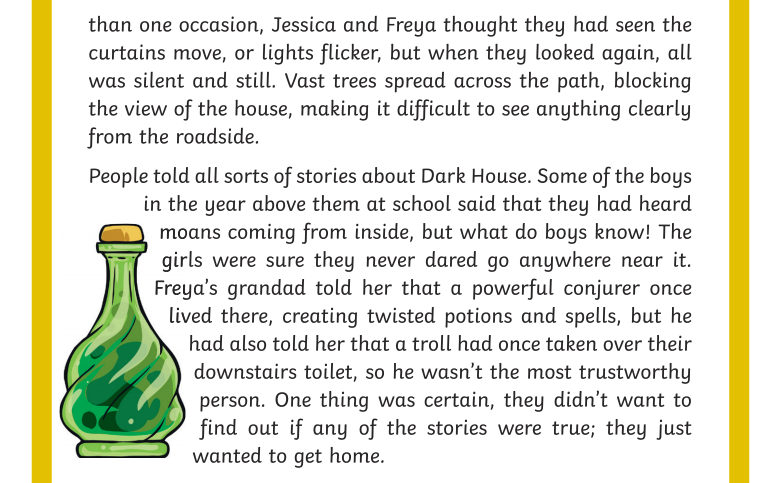 than one occasion, Jessica and Freya thought they had seen the
curtains move, or lights flicker, but when they looked again, all
was silent and still. Vast trees spread across the path, blocking
the view of the house, making it difficult to see anything clearly
from the roadside.
People told all sorts of stories about Dark House. Some of the boys
in the year above them at school said that they had heard
moans coming from inside, but what do boys know! The
girls were sure they never dared go anywhere near it.
Freya’s grandad told her that a powerful conjurer once
lived there, creating twisted potions and spells, but he
had also told her that a troll had once taken over their
downstairs toilet, so he wasn’t the most trustworthy
person. One thing was certain, they didn’t want to
find out if any of the stories were true; they just
wanted to get home.